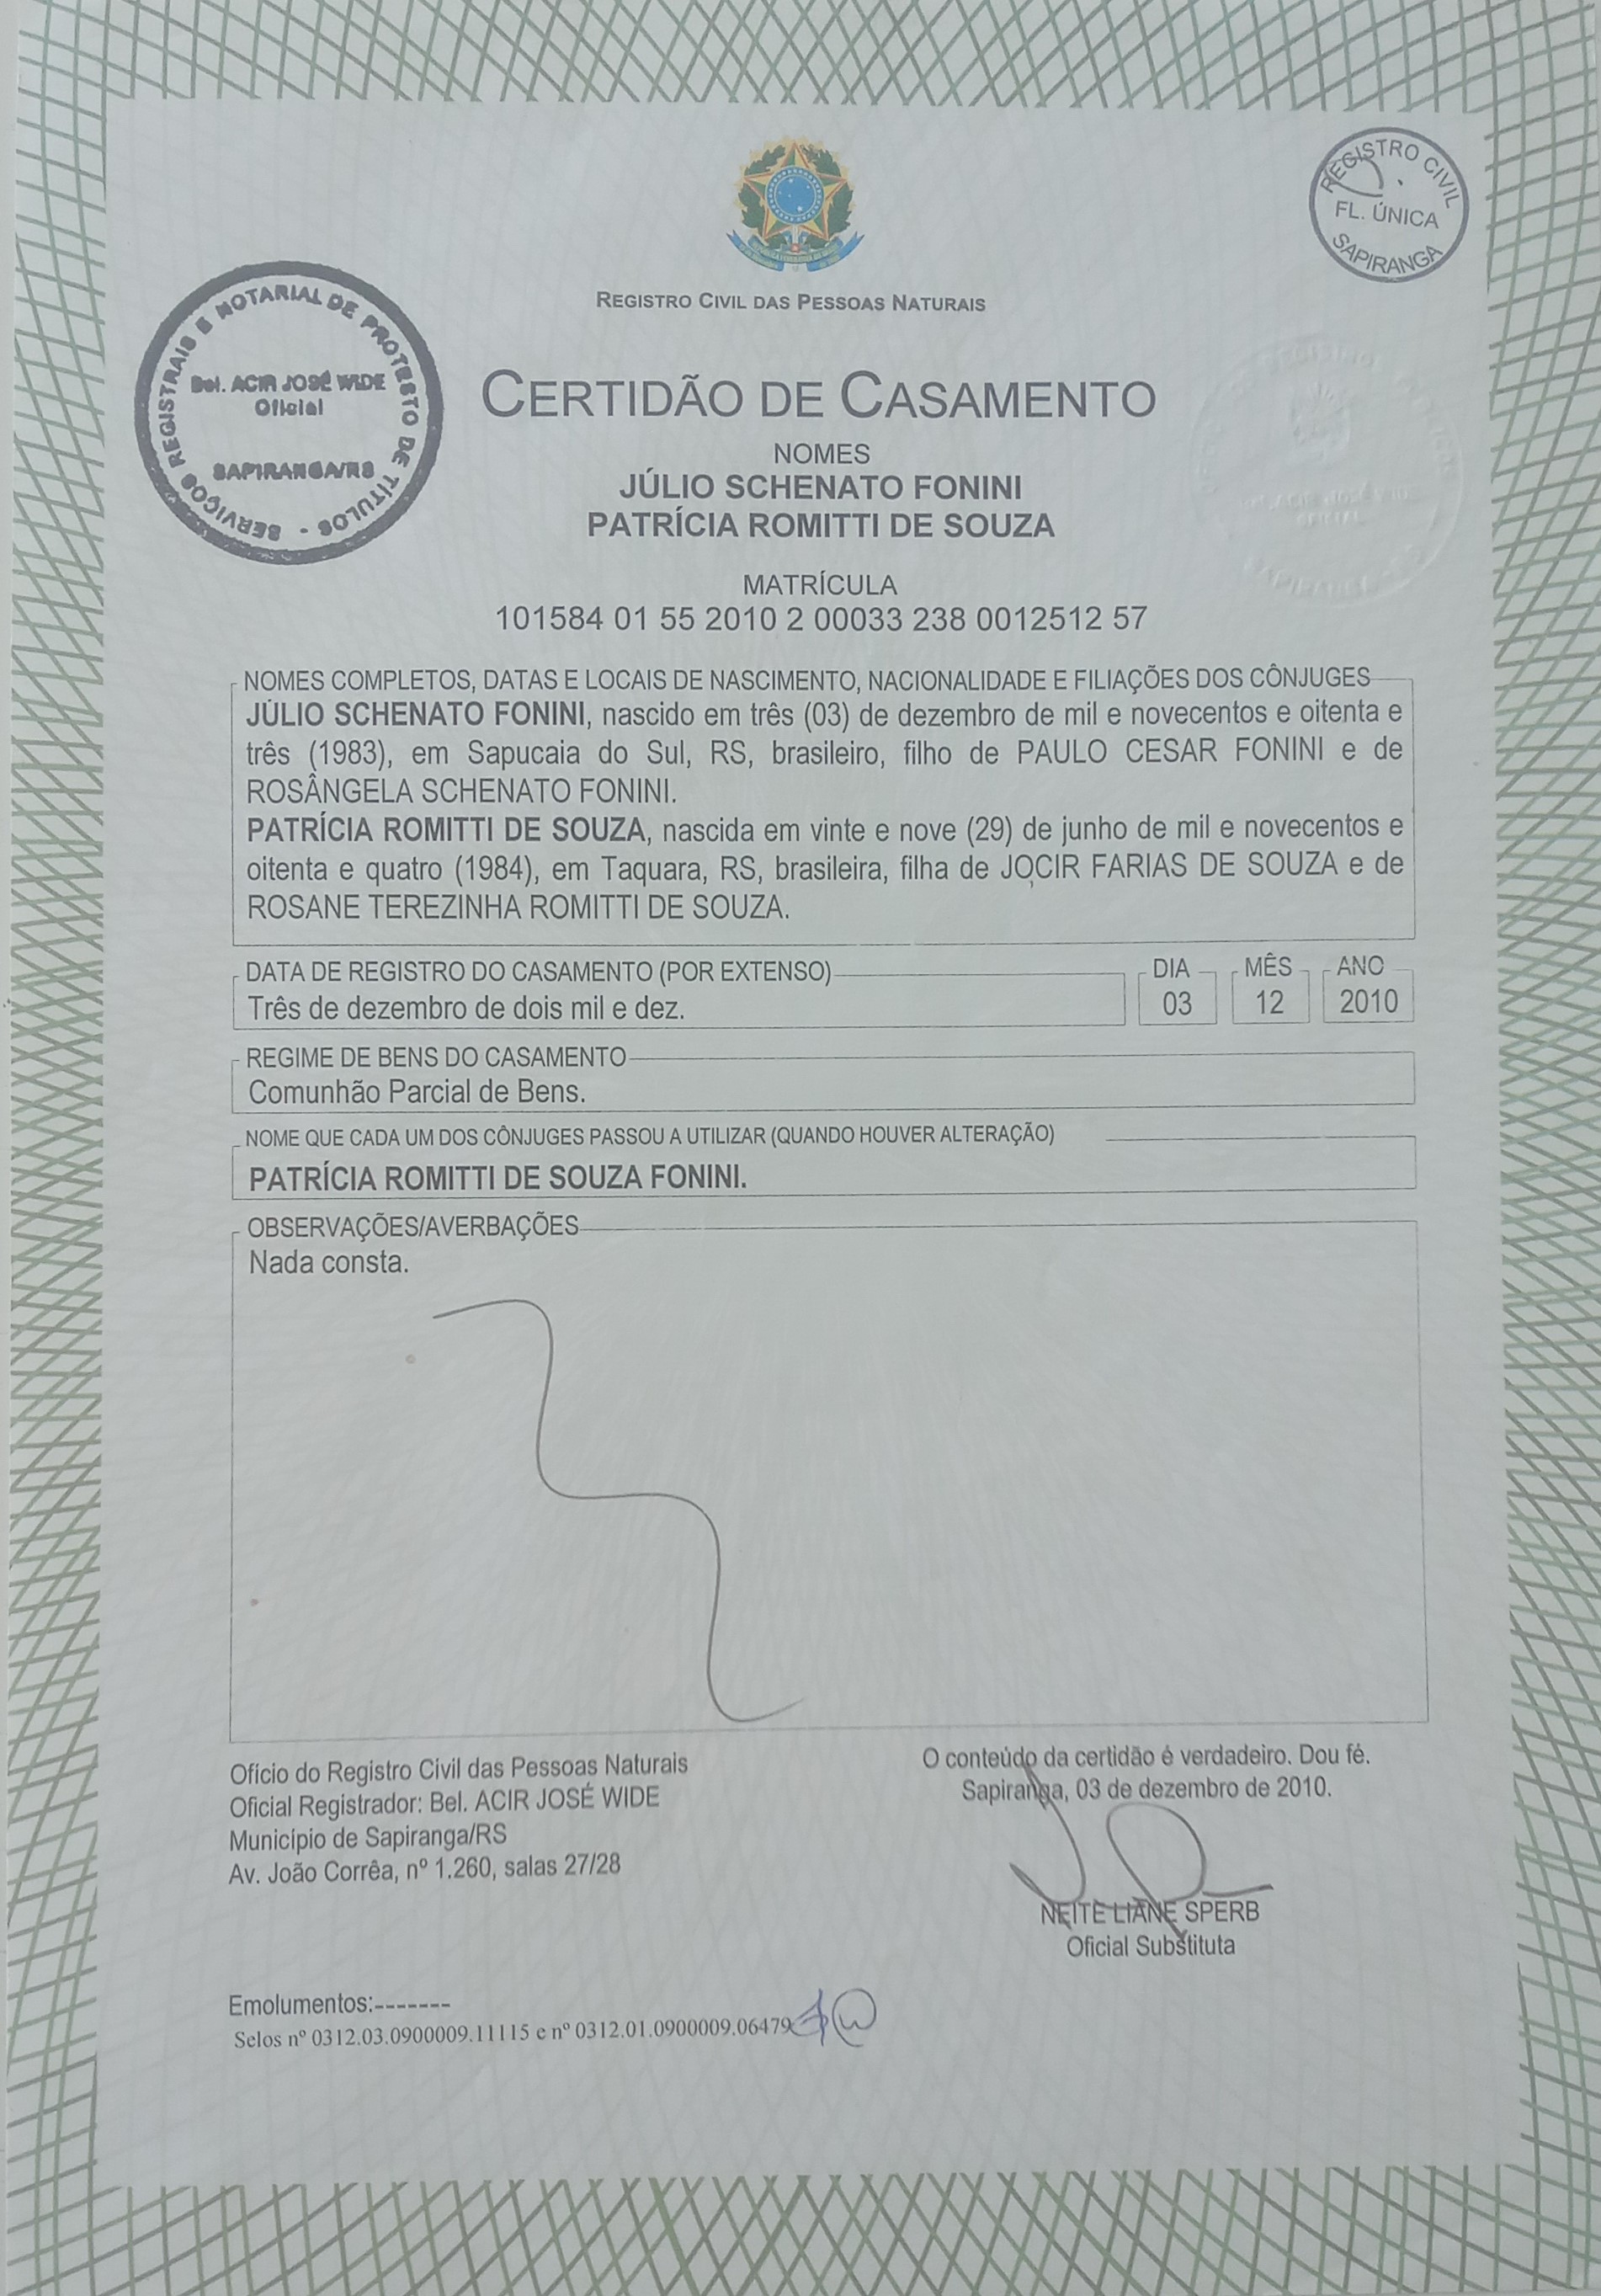 REGISTRO CIVIL
FL. ÚNICA
SAPIRANGA
REGISTRO CIVIL DAS PESSOAS NATURAIS
SERVIÇOS REGISTRAIS E NOTARIAL DE PROTESTO DE TÍTULOS -
Bel. ACIR JOSÉ WIDE
Oficial
SAPIRANGA/RS
CERTIDÃO DE CASAMENTO
NOMES
JÚLIO SCHENATO FONINI
PATRÍCIA ROMITTI DE SOUZA
MATRÍCULA
101584 01 55 2010 2 00033 238 0012512 57
NOMES COMPLETOS, DATAS E LOCAIS DE NASCIMENTO, NACIONALIDADE E FILIAÇÕES DOS CÔNJUGES
JÚLIO SCHENATO FONINI, nascido em três (03) de dezembro de mil e novecentos e oitenta e
três (1983), em Sapucaia do Sul, RS, brasileiro, filho de PAULO CESAR FONINI e de
ROSÂNGELA SCHENATO FONINI.
PATRÍCIA ROMITTI DE SOUZA, nascida em vinte e nove (29) de junho de mil e novecentos e
oitenta e quatro (1984), em Taquara, RS, brasileira, filha de JOCIR FARIAS DE SOUZA e de
ROSANE TEREZINHA ROMITTI DE SOUZA.
DATA DE REGISTRO DO CASAMENTO (POR EXTENSO) DIA MÊS ANO
Três de dezembro de dois mil e dez. 03 12 2010
REGIME DE BENS DO CASAMENTO
Comunhão Parcial de Bens.
NOME QUE CADA UM DOS CÔNJUGES PASSOU A UTILIZAR (QUANDO HOUVER ALTERAÇÃO)
PATRÍCIA ROMITTI DE SOUZA FONINI.
OBSERVAÇÕES/AVERBAÇÕES
Nada consta.
Ofício do Registro Civil das Pessoas Naturais
Oficial Registrador: Bel. ACIR JOSÉ WIDE
Município de Sapiranga/RS
Av. João Corrêa, nº 1.260, salas 27/28
O conteúdo da certidão é verdadeiro. Dou fé.
Sapiranga, 03 de dezembro de 2010.
NEITE LIANE SPERB
Oficial Substituta
Emolumentos:-------
Selos nº 0312.03.0900009.11115 e nº 0312.01.0900009.06479